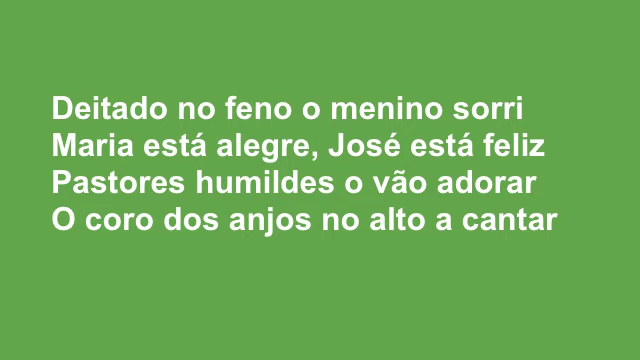 Deitado no feno o menino sorri
Maria está alegre, José está feliz
Pastores humildes o vão adorar
O coro dos anjos no alto a cantar